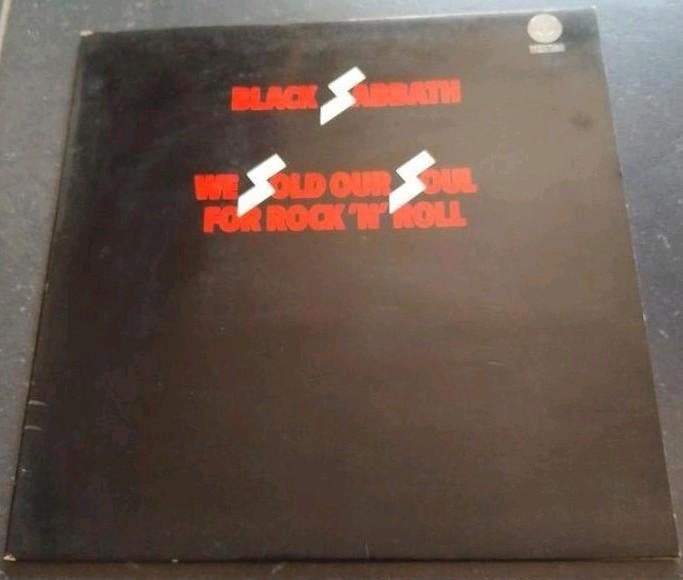 BLACK SABBATH
WE SOLD OUR SOUL
FOR ROCK 'N' ROLL